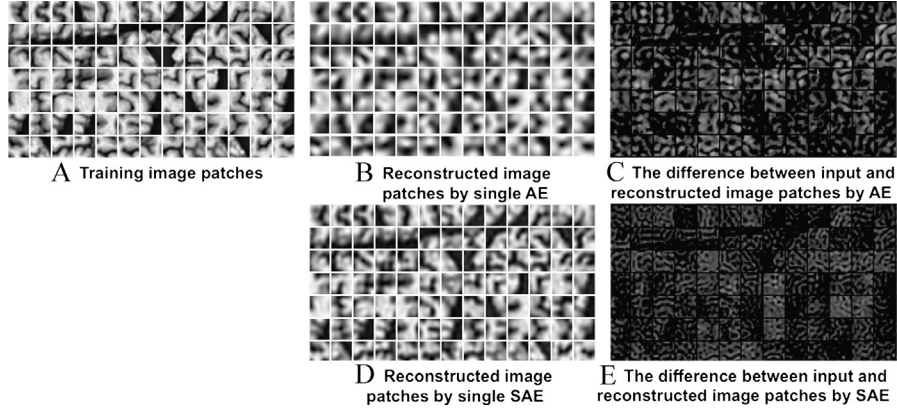 A Training image patches
B Reconstructed image
patches by single AE
C The difference between input and
reconstructed image patches by AE
D Reconstructed image
patches by single SAE
E The difference between input and
reconstructed image patches by SAE